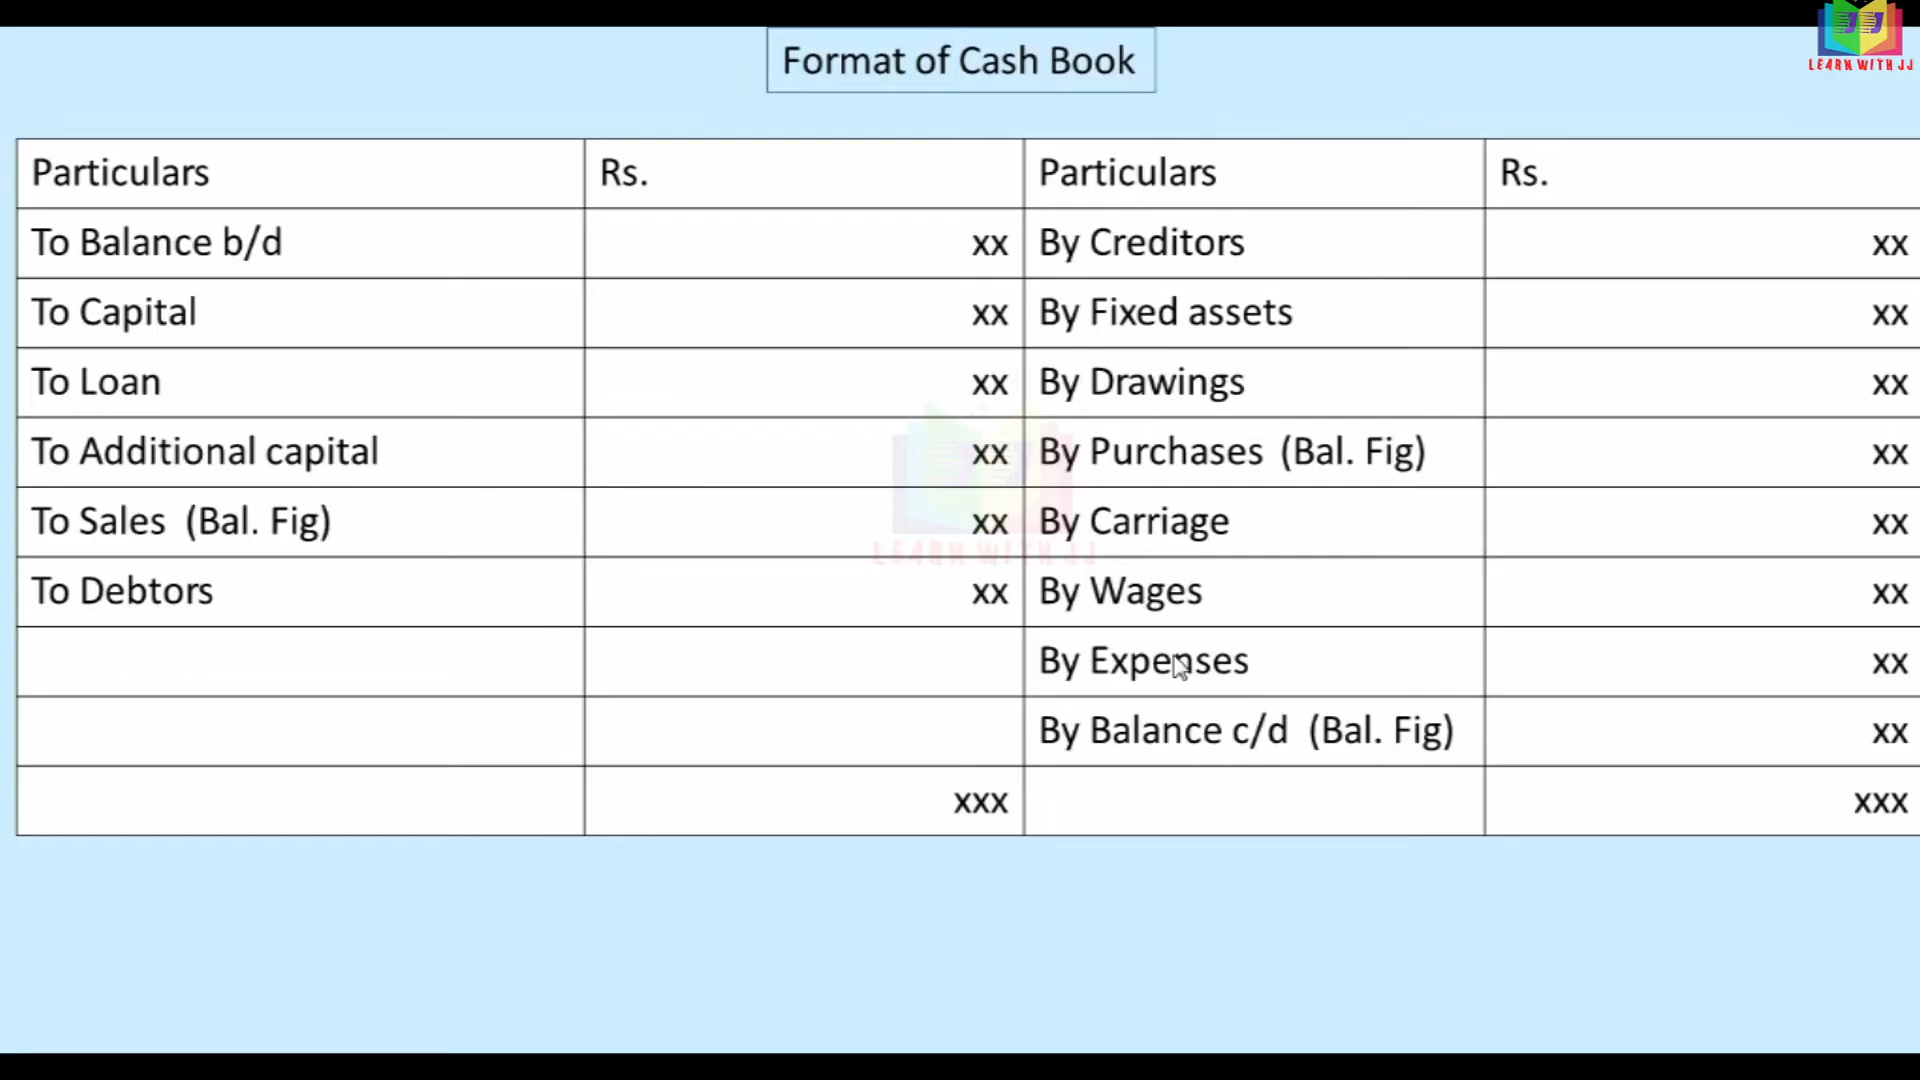 LEARN WITH JJ
Format of Cash Book
Particulars Rs. Particulars Rs.
To Balance b/d xx By Creditors xx
To Capital xx By Fixed assets xx
To Loan xx By Drawings xx
To Additional capital xx By Purchases (Bal. Fig) xx
To Sales (Bal. Fig) xx By Carriage xx
LEARN WITH JJ
To Debtors xx By Wages xx
By Expenses xx
By Balance c/d (Bal. Fig) xx
xxx xxx